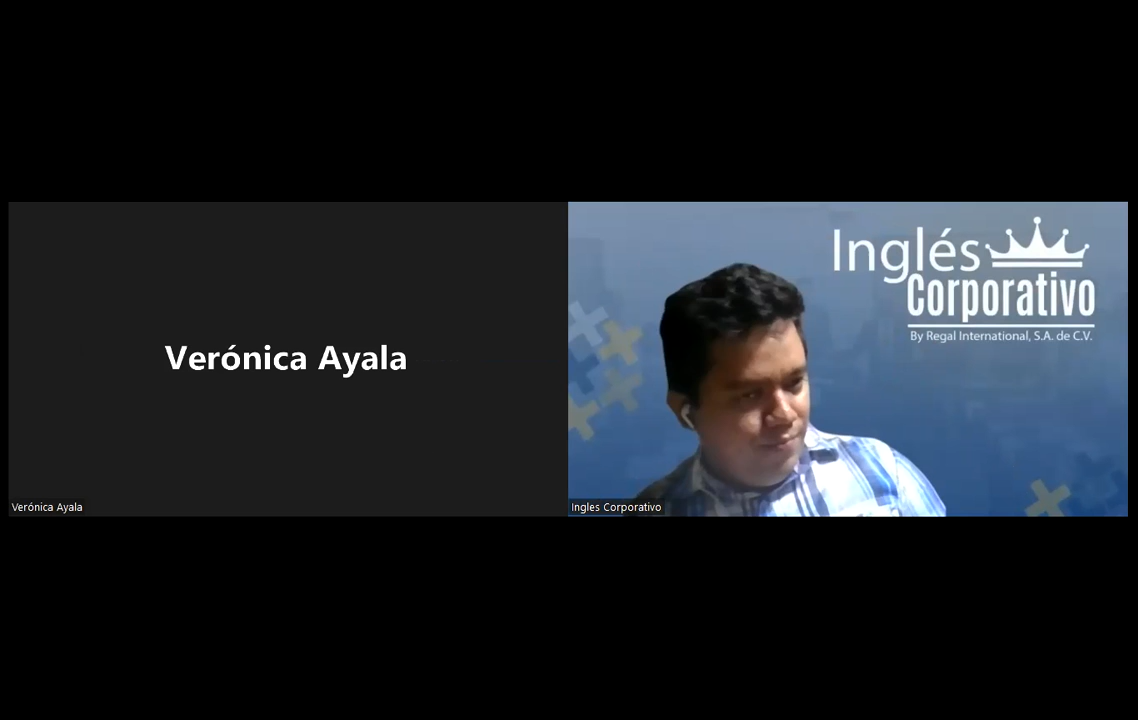 Verónica Ayala
Verónica Ayala
Inglés
Corporativo
By Regal International, S.A. de C.V.
Ingles Corporativo